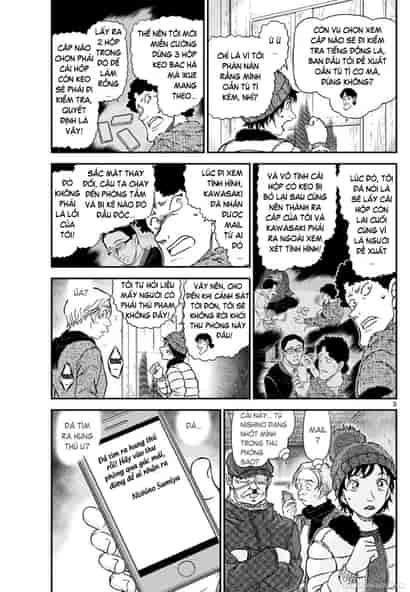 CÒN VỤ CHỌN XEM
CẶP NÀO SẼ ĐI KIỂM
TRA TIẾNG ĐỘNG LẠ,
BAN ĐẦU TÔI ĐỀ XUẤT
OẲN TÙ TÌ CƠ MÀ,
ĐÚNG KHÔNG?
Ừ
Ừ...
CHỈ LÀ VÌ TÔI
PHÀN NÀN
RẰNG MÌNH
OẲN TÙ TÌ
KÉM, NHỈ?
THẾ NÊN TÔI MỚI
MIỄN CƯỠNG
DÙNG 3 HỘP
KẸO BẠC HÀ
MÀ IKUE
MANG
THEO...
LẤY RA
2 HỘP
TRONG
ĐÓ ĐỂ
LÀM
RỖNG
CẶP NÀO
CHỌN PHẢI
CÁI HỘP
CÒN KẸO
SẼ PHẢI ĐI
KIỂM TRA,
QUYẾT
ĐỊNH LÀ
VẬY!
LÚC ĐÓ, TÔI
ĐÃ NÓI LÀ
SẼ LẤY CHIẾC
HỘP CÒN
LẠI CUỐI
CÙNG VÌ
LÀ NGƯỜI
ĐỀ XUẤT
VÀ VÔ TÌNH CÁI
HỘP CÓ KẸO BỊ
BỎ LẠI SAU CÙNG
NÊN THÀNH RA
CẶP CỦA TÔI VÀ
KAWASAKI PHẢI
RA NGOÀI XEM
XÉT TÌNH HÌNH!
LÚC ĐI XEM
TÌNH HÌNH,
KAWASAKI
ĐÃ NHẬN
ĐƯỢC
MAIL TỪ
AI ĐÓ
...
SẮC MẶT THAY
ĐỔI, CẬU TA CHẠY
ĐẾN PHÒNG TẮM
VÀ BỊ KẺ NÀO ĐÓ
ĐẦU ĐỘC...
ĐÓ
KHÔNG
PHẢI
LÀ LỖI
CỦA
TÔI!
VẬY NÊN, CHO
ĐẾN KHI CẢNH SÁT
TỚI ĐÓN, TÔI SẼ
KHÔNG RỜI KHỎI
THƯ PHÒNG NÀY
ĐÂU!
TÔI TỰ HỎI LIỆU
MẤY NGƯỜI CÓ
PHẢI THỦ PHẠM
KHÔNG ĐẤY!
ỦA?
3
MAIL
?
CÁI NÀY... TỪ
NISHINO ĐANG
NHỐT MÌNH
TRONG THƯ
PHÒNG
SAO?
ĐÃ...
ĐÃ TÌM
RA HUNG
THỦ Ư?
Đã tìm ra hung thủ
rồi! Hãy vào thư
phòng qua gác mái,
đừng để ai nhận ra
Nishino Sumiya